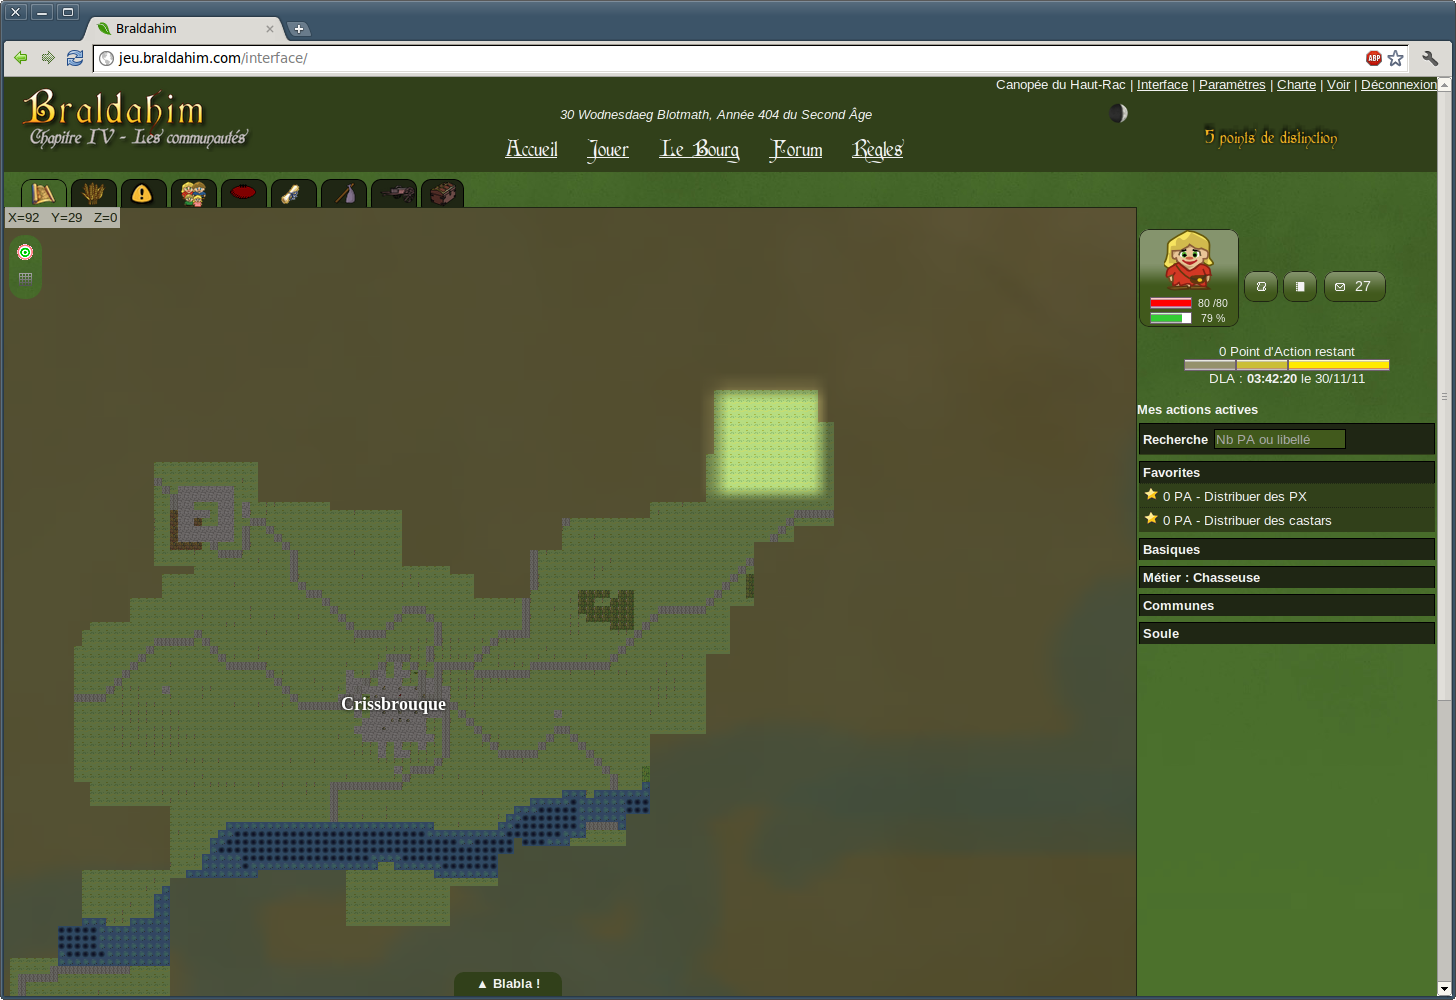 Braldahim
jeu.braldahim.com/interface/
ABP
Canopée du Haut-Rac | Interface | Paramètres | Charte | Voir | Déconnexion
Braldahim
Chapitre IV - Les communautés
30 Wodnesdaeg Blotmath, Année 404 du Second Âge
5 points de distinction
Accueil Jouer Le Bourg Forum Règles
X=92 Y=29 Z=0
80 /80
79 %
27
0 Point d'Action restant
DLA : 03:42:20 le 30/11/11
Mes actions actives
Recherche Nb PA ou libellé
Favorites
0 PA - Distribuer des PX
0 PA - Distribuer des castars
Basiques
Métier : Chasseuse
Communes
Soule
Crissbrouque
▲ Blabla !